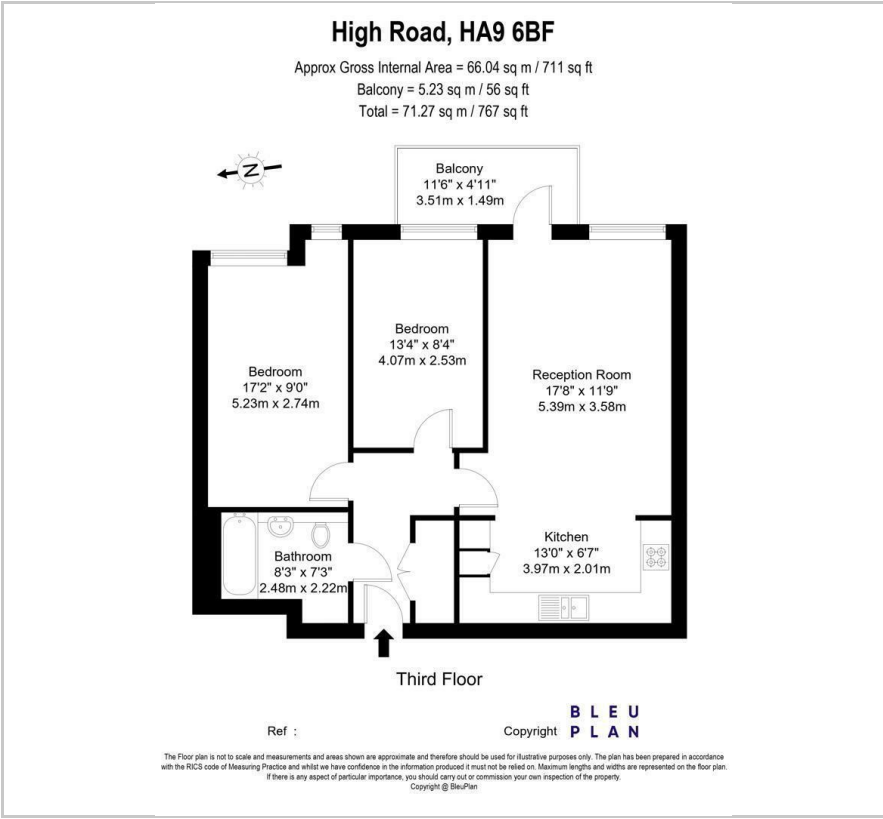 High Road, HA9 6BF
Approx Gross Internal Area = 66.04 sq m / 711 sq ft
Balcony = 5.23 sq m / 56 sq ft
Total = 71.27 sq m / 767 sq ft
N
Balcony
11'6" x 4'11"
3.51m x 1.49m
Bedroom
13'4" x 8'4"
4.07m x 2.53m
Bedroom
17'2" x 9'0"
5.23m x 2.74m
Reception Room
17'8" x 11'9"
5.39m x 3.58m
Kitchen
13'0" x 6'7"
3.97m x 2.01m
Bathroom
8'3" x 7'3"
2.48m x 2.22m
Third Floor
Ref :
Copyright
BLEU
PLAN
The Floor plan is not to scale and measurements and areas shown are approximate and therefore should be used for illustrative purposes only. The plan has been prepared in accordance
with the RICS code of Measuring Practice and whilst we have confidence in the information produced it must not be relied on. Maximum lengths and widths are represented on the floor plan.
If there is any aspect of particular importance, you should carry out or commission your own inspection of the property.
Copyright @ BleuPlan